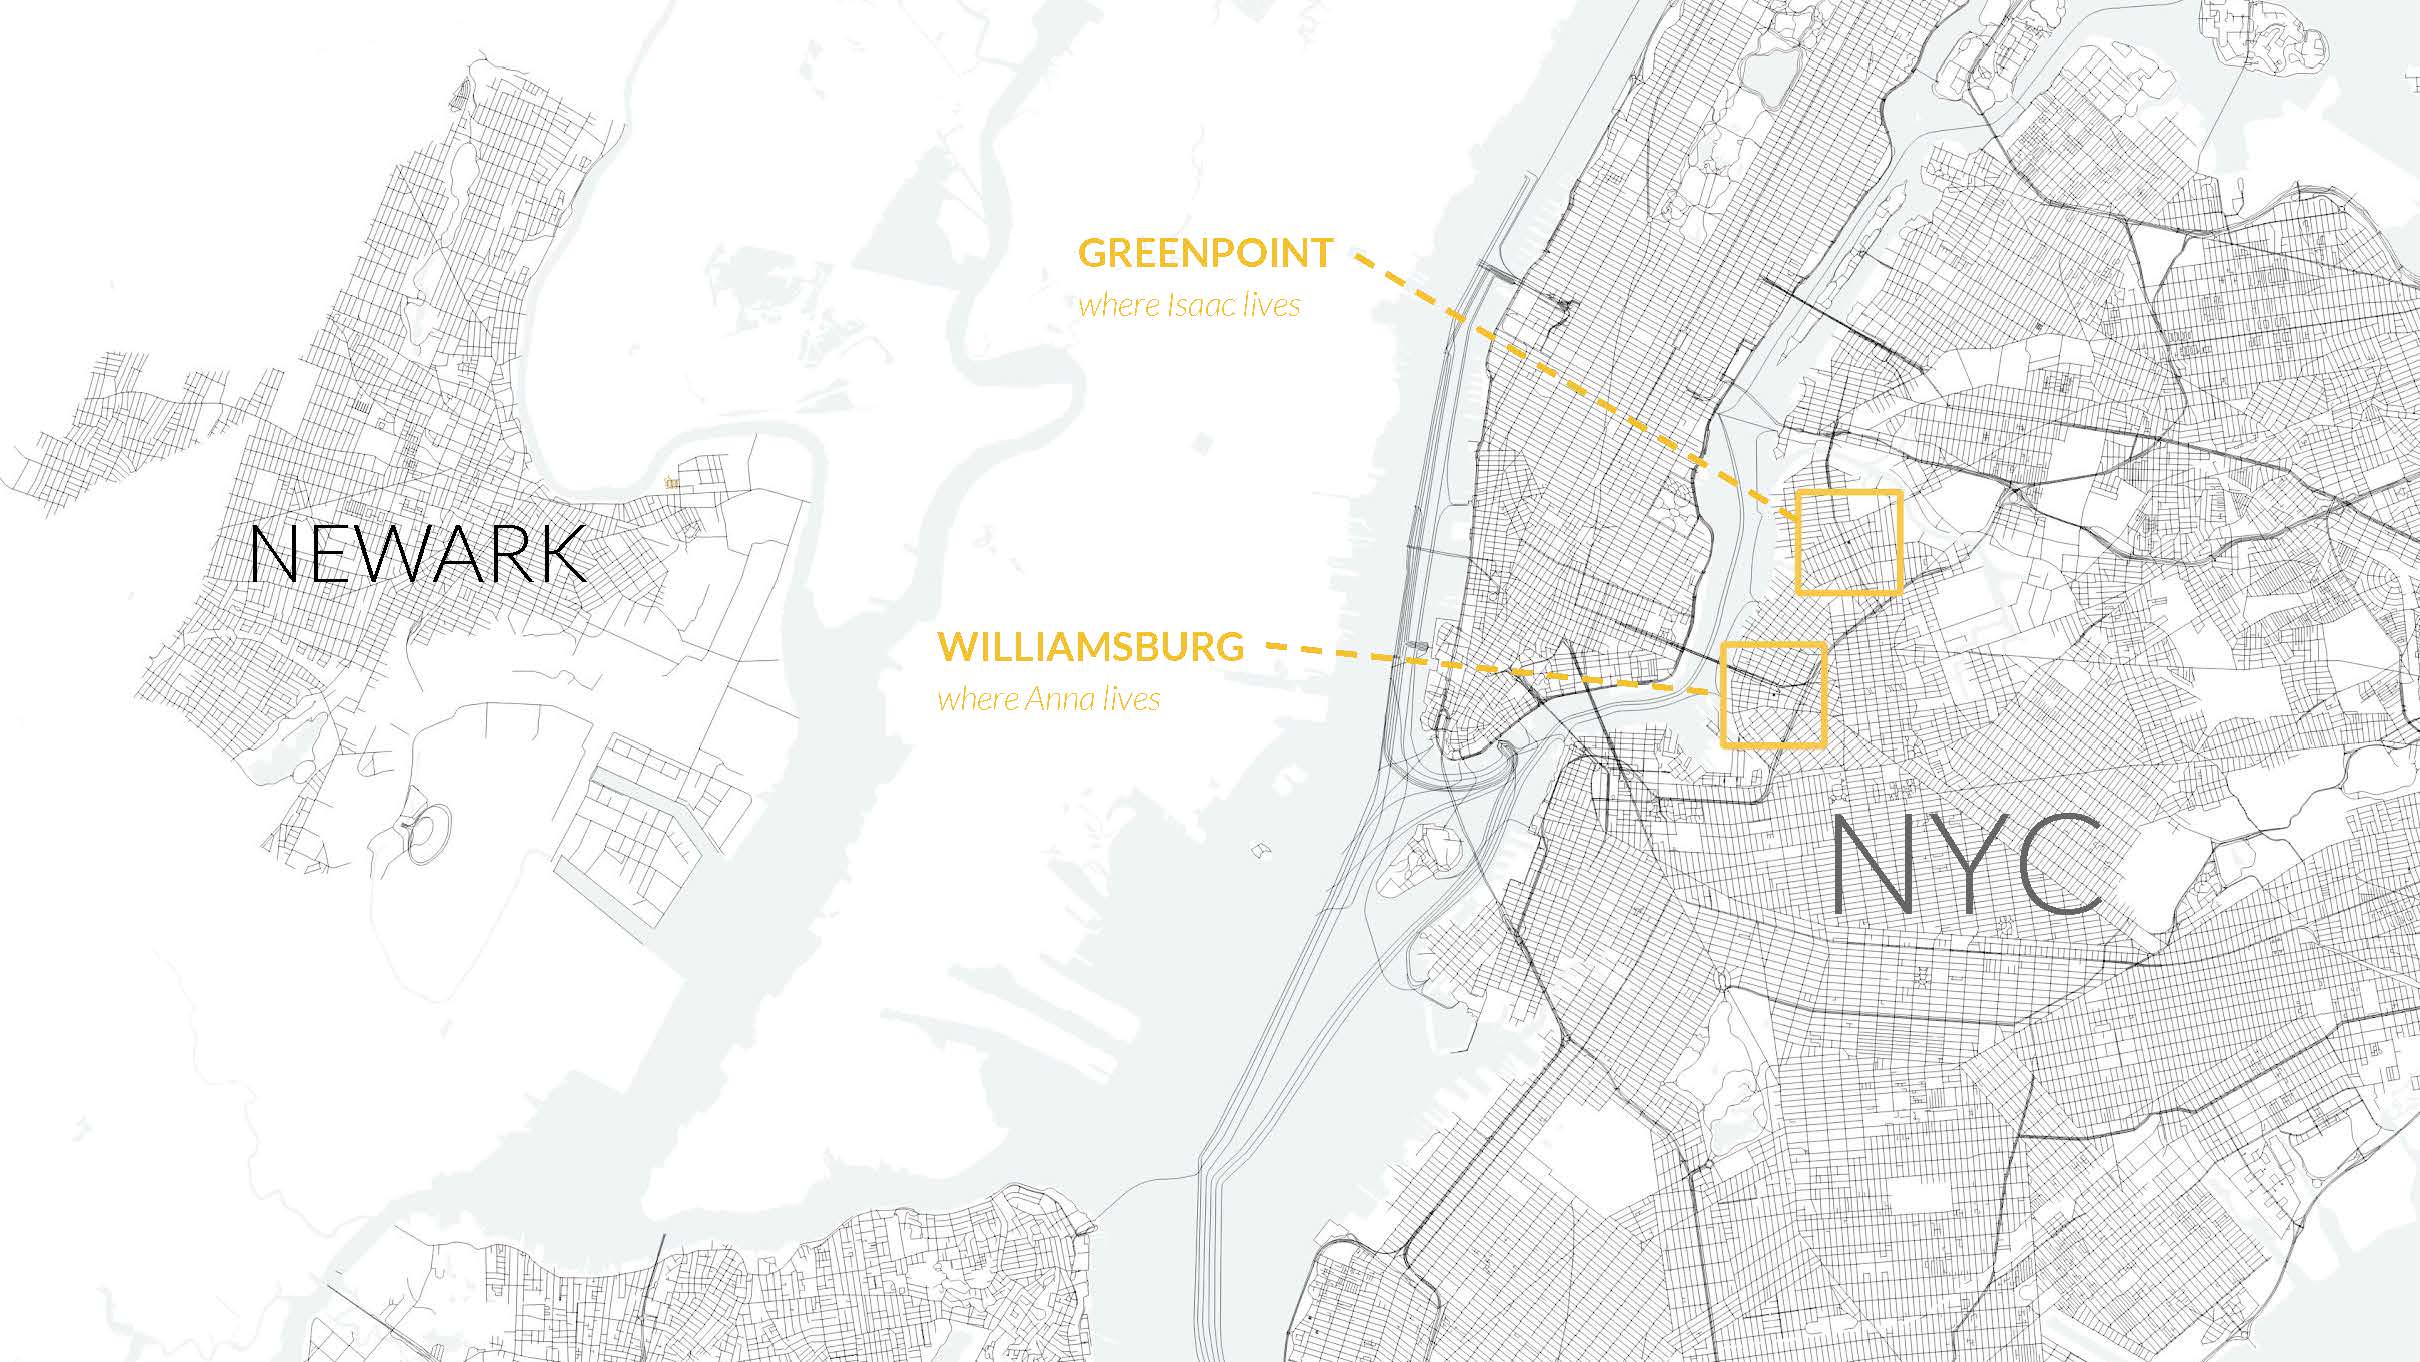 GREENPOINT
where Isaac lives
NEWARK
WILLIAMSBURG
where Anna lives
NYC